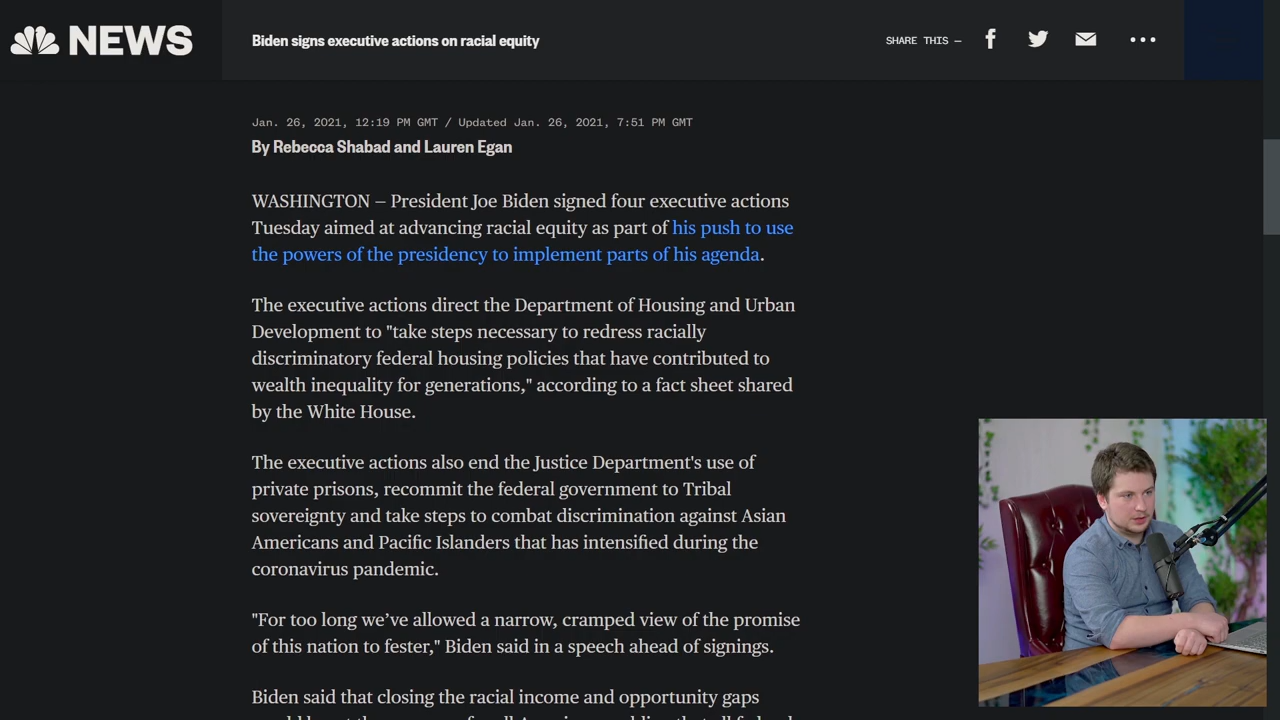 NEWS
Biden signs executive actions on racial equity
SHARE THIS —
Jan. 26, 2021, 12:19 PM GMT / Updated Jan. 26, 2021, 7:51 PM GMT
By Rebecca Shabad and Lauren Egan
WASHINGTON — President Joe Biden signed four executive actions
Tuesday aimed at advancing racial equity as part of his push to use
the powers of the presidency to implement parts of his agenda.
The executive actions direct the Department of Housing and Urban
Development to "take steps necessary to redress racially
discriminatory federal housing policies that have contributed to
wealth inequality for generations," according to a fact sheet shared
by the White House.
The executive actions also end the Justice Department's use of
private prisons, recommit the federal government to Tribal
sovereignty and take steps to combat discrimination against Asian
Americans and Pacific Islanders that has intensified during the
coronavirus pandemic.
"For too long we’ve allowed a narrow, cramped view of the promise
of this nation to fester," Biden said in a speech ahead of signings.
Biden said that closing the racial income and opportunity gaps